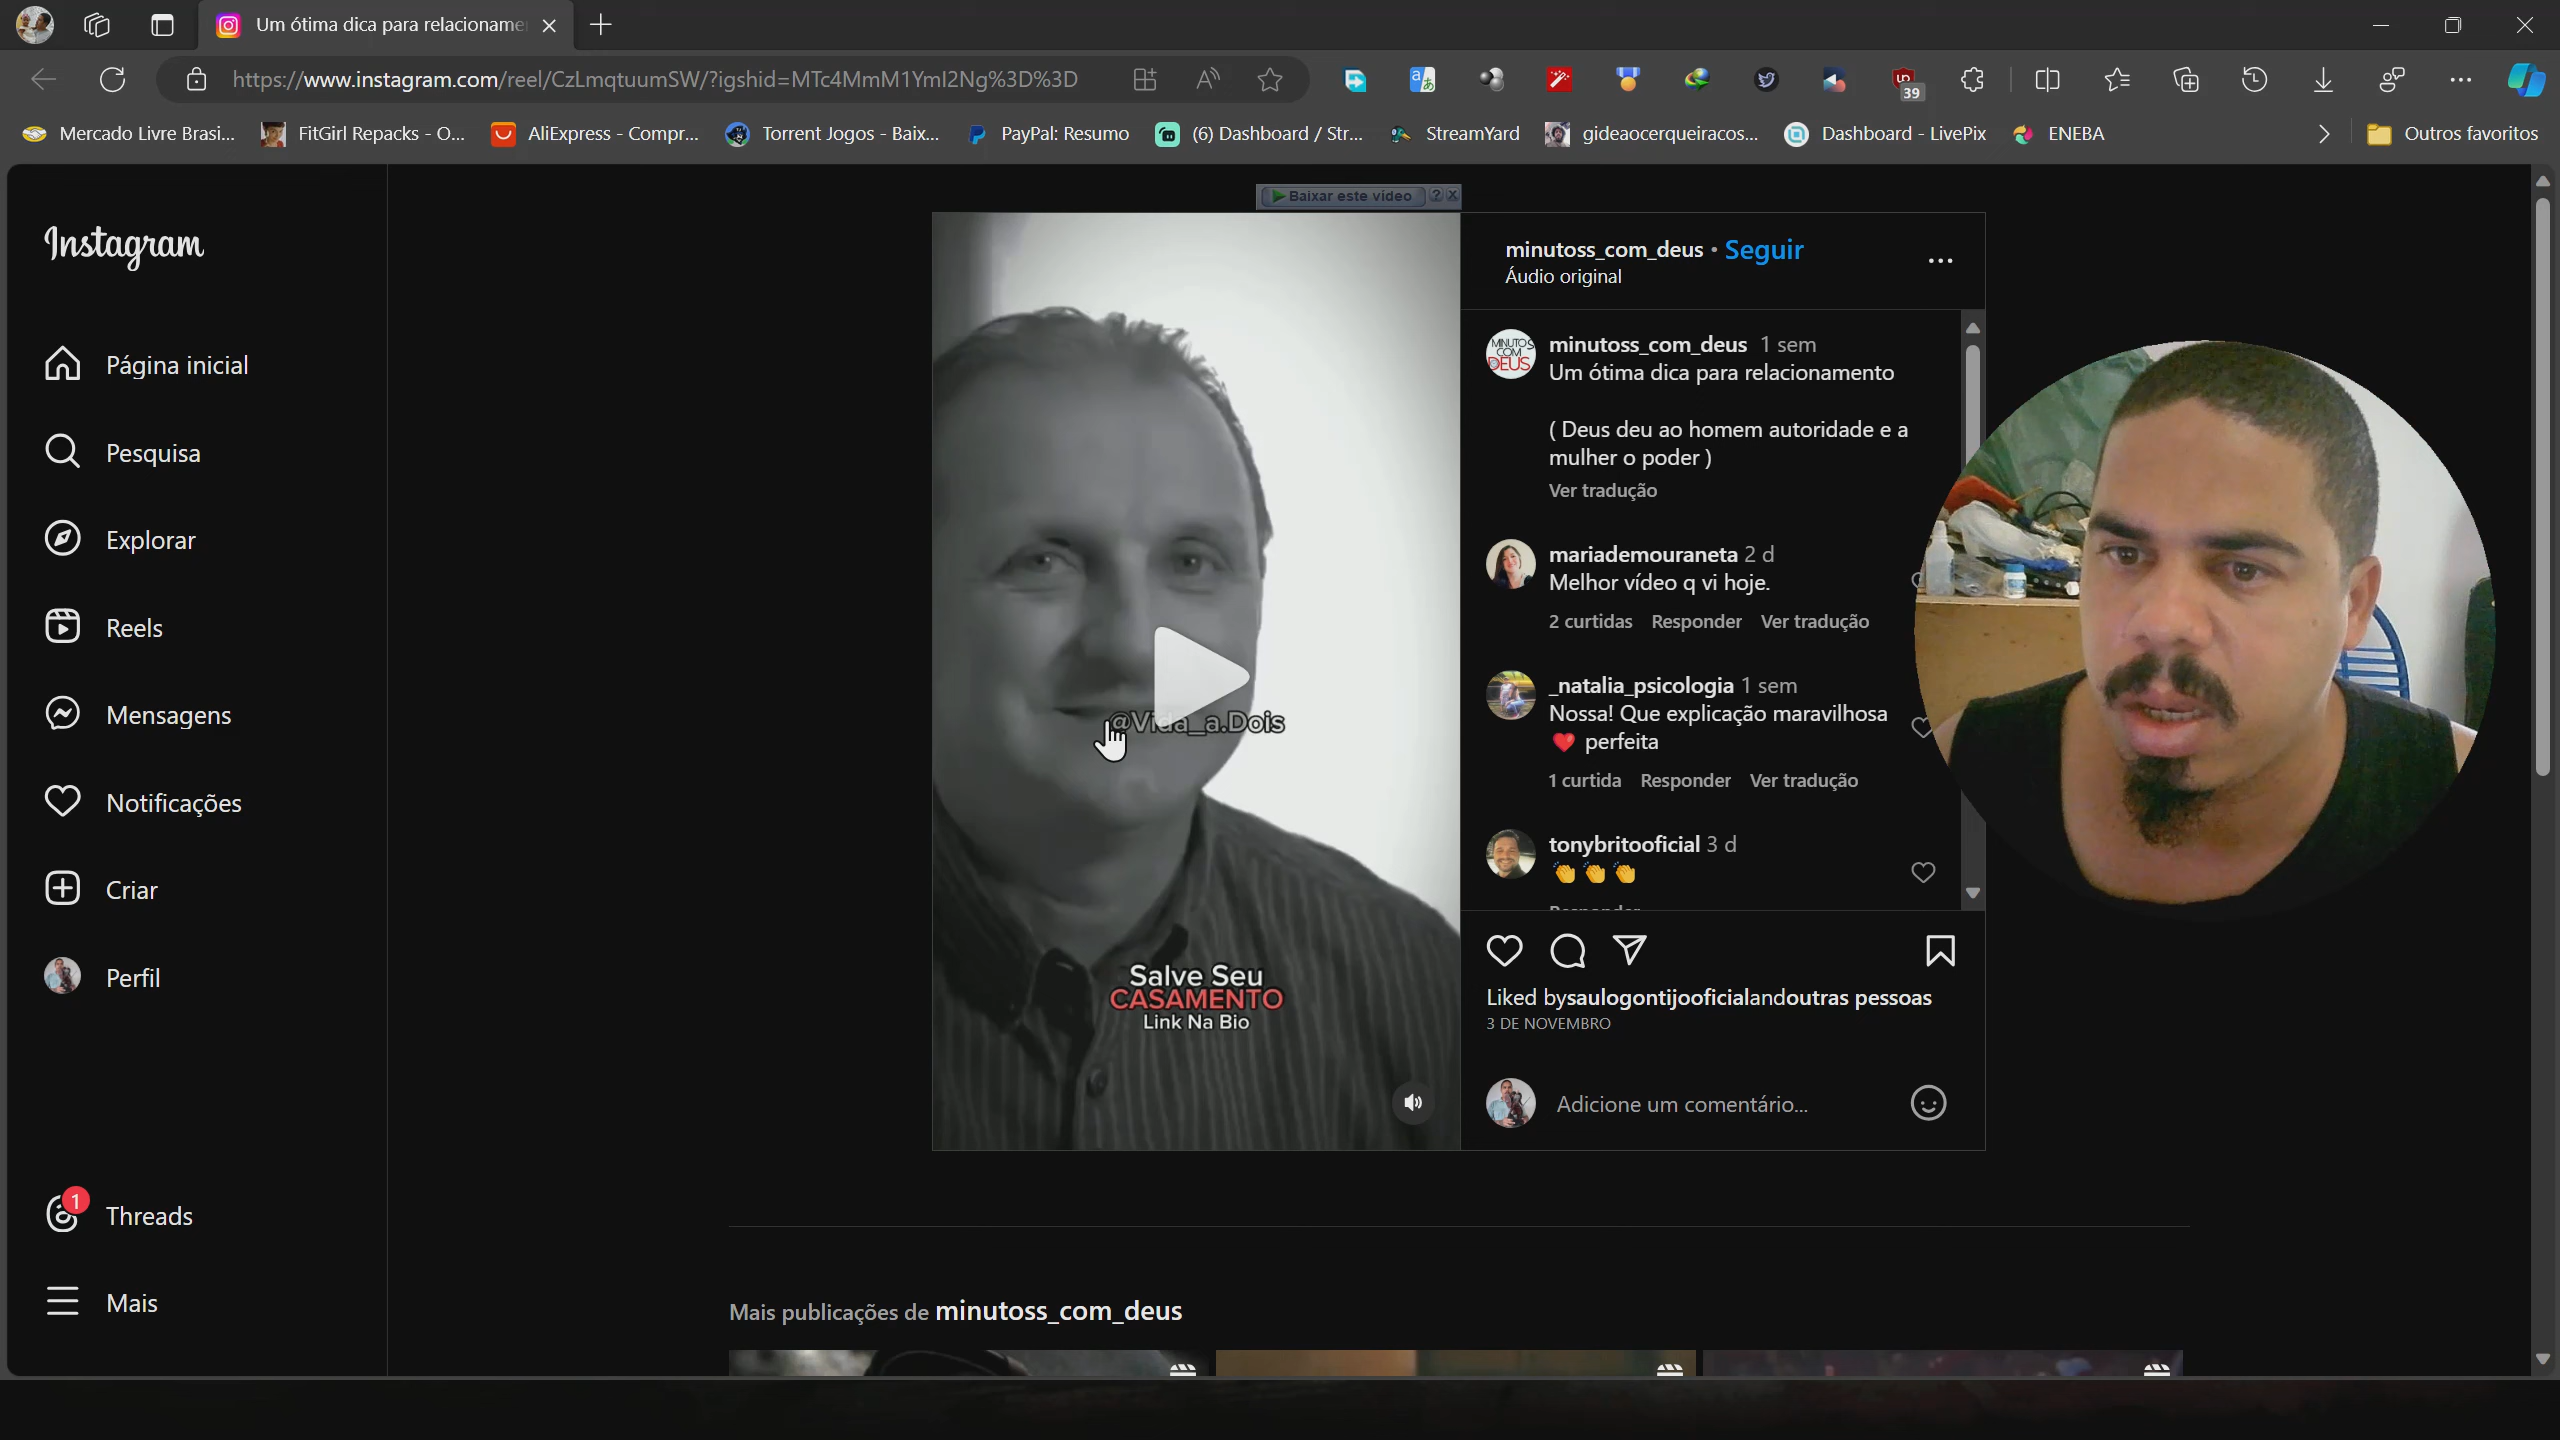 Um ótima dica para relacioname
https://www.instagram.com/reel/CzLmqtuumSW/?igshid=MTc4MmM1YmI2Ng%3D%3D
39
Mercado Livre Brasi...
FitGirl Repacks - O...
AliExpress - Compr...
Torrent Jogos - Baix...
PayPal: Resumo
(6) Dashboard / Str...
StreamYard
gideaocerqueiracos...
Dashboard - LivePix
ENEBA
Outros favoritos
Instagram
Página inicial
Pesquisa
Explorar
Reels
Mensagens
Notificações
Criar
Perfil
1
Threads
Mais
Baixar este vídeo
@Vida_a.Dois
Salve Seu
CASAMENTO
Link Na Bio
minutoss_com_deus • Seguir
Áudio original
MINUTOS
COM
DEUS
minutoss_com_deus 1 sem
Um ótima dica para relacionamento
( Deus deu ao homem autoridade e a
mulher o poder )
Ver tradução
mariademouraneta 2 d
Melhor vídeo q vi hoje.
2 curtidas Responder Ver tradução
_natalia_psicologia 1 sem
Nossa! Que explicação maravilhosa
❤️ perfeita
1 curtida Responder Ver tradução
tonybritooficial 3 d
👏👏👏
Liked bysaulogontijooficialandoutras pessoas
3 DE NOVEMBRO
Adicione um comentário...
Mais publicações de minutoss_com_deus